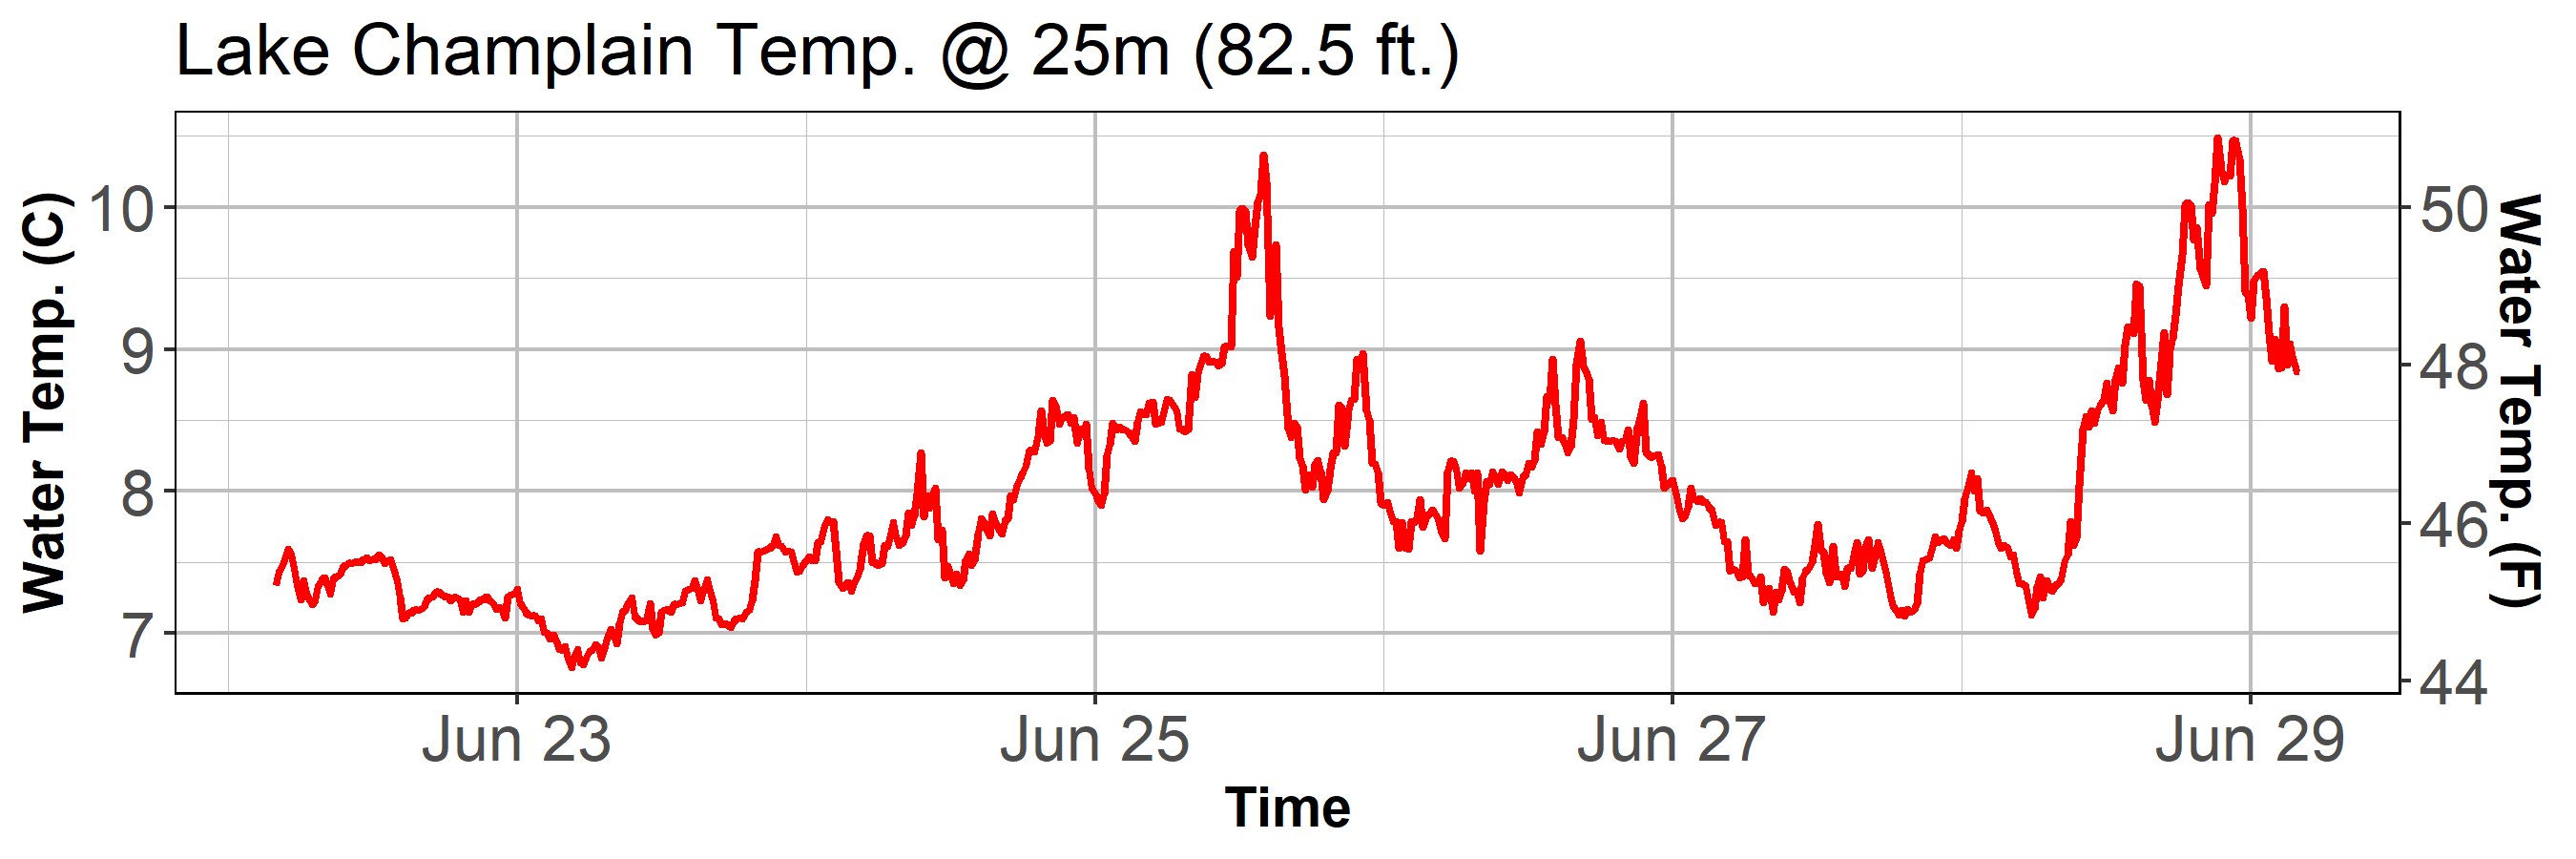 Lake Champlain Temp. @ 25m (82.5 ft.)
Water Temp. (C)
10
9
8
7
50
48
46
44
Water Temp. (F)
Jun 23 Jun 25 Jun 27 Jun 29
Time